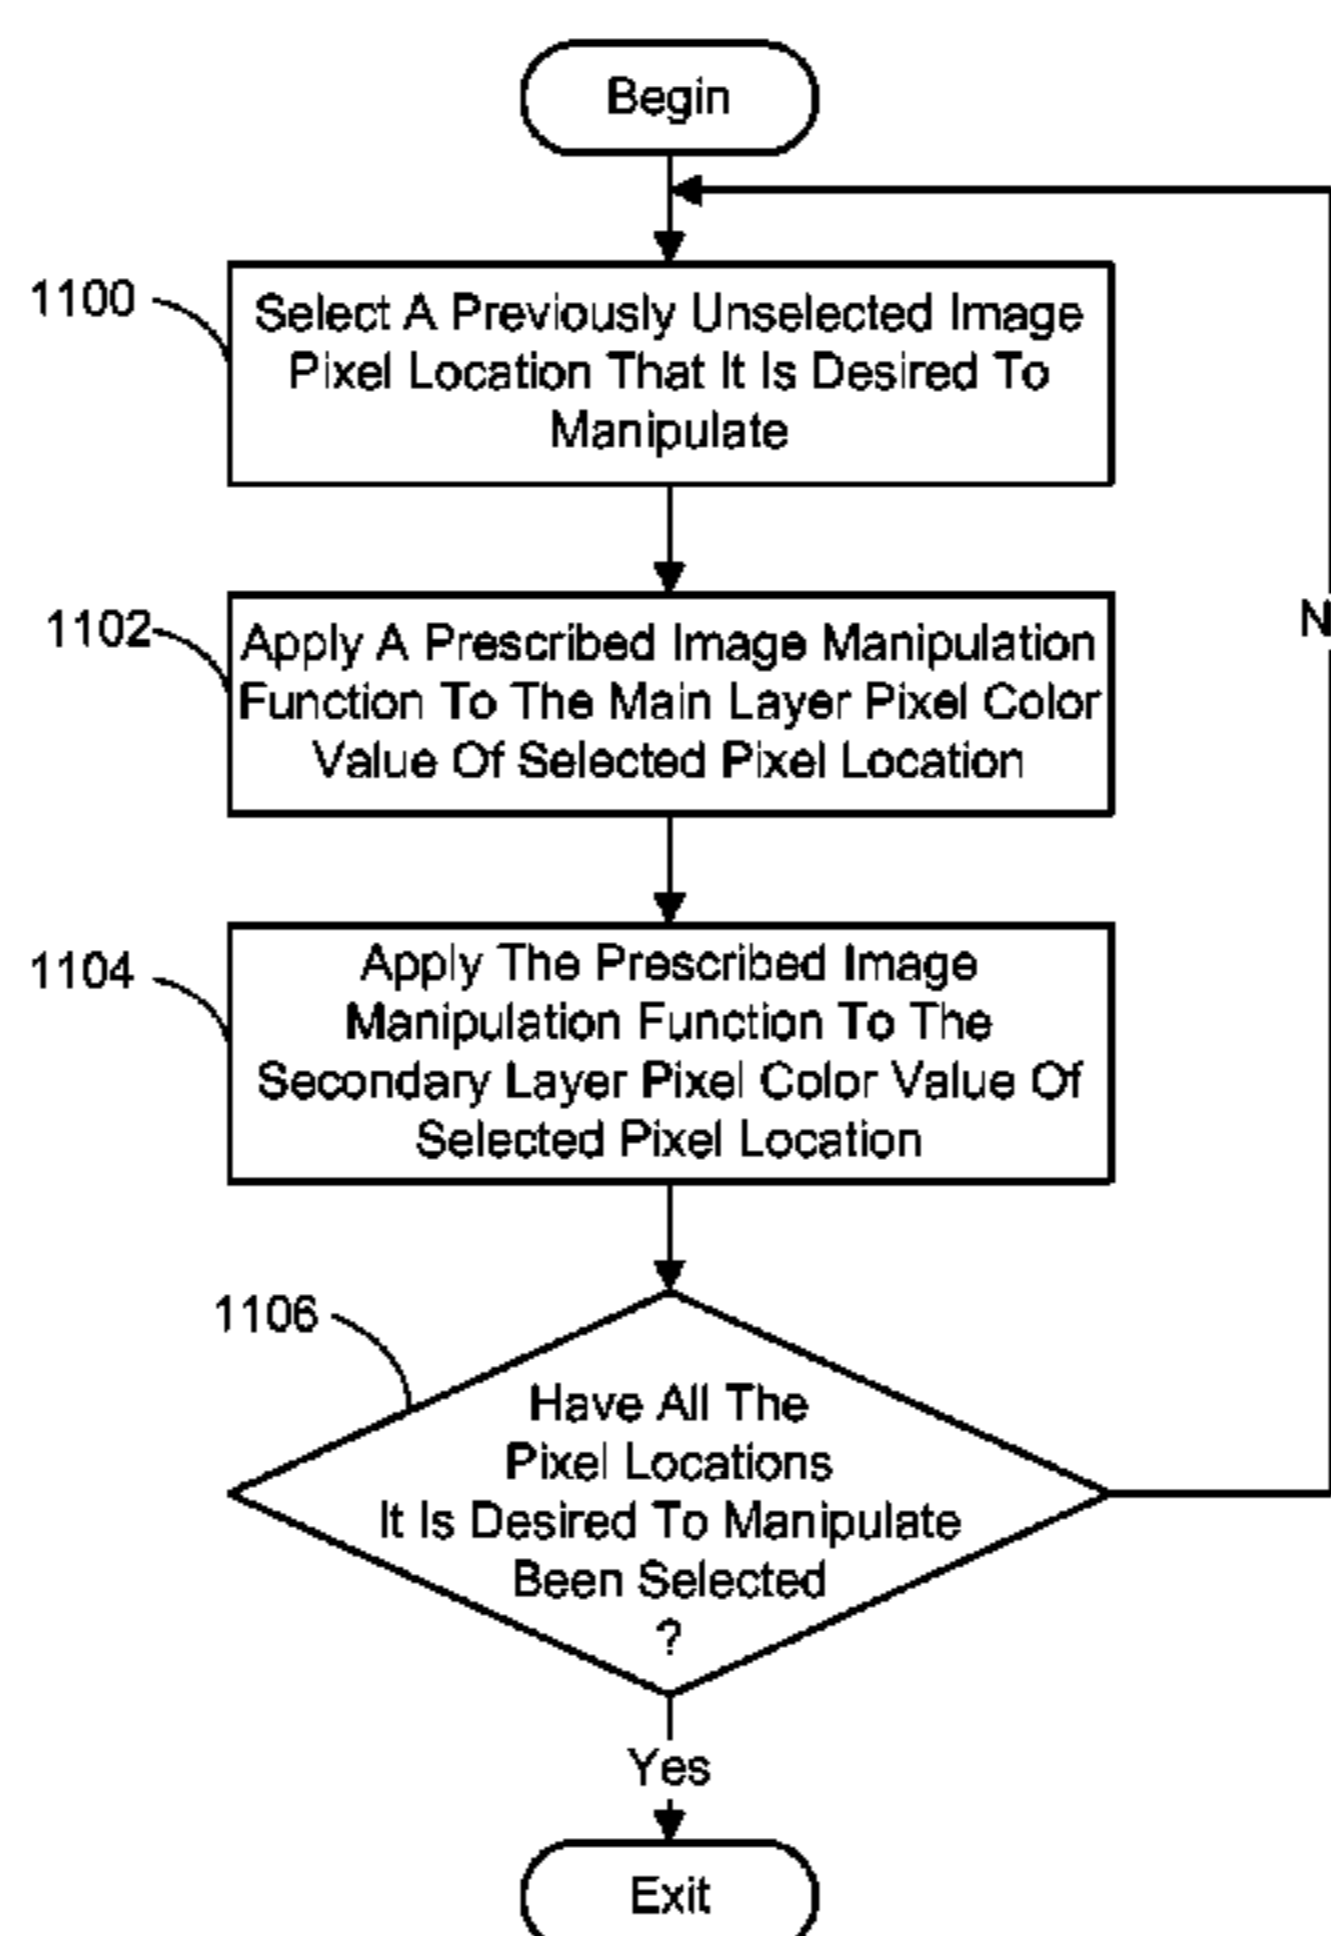 Begin
1100
Select A Previously Unselected Image
Pixel Location That It Is Desired To
Manipulate
1102
Apply A Prescribed Image Manipulation
Function To The Main Layer Pixel Color
Value Of Selected Pixel Location
N
1104
Apply The Prescribed Image
Manipulation Function To The
Secondary Layer Pixel Color Value Of
Selected Pixel Location
1106
Have All The
Pixel Locations
It Is Desired To Manipulate
Been Selected
?
Yes
Exit